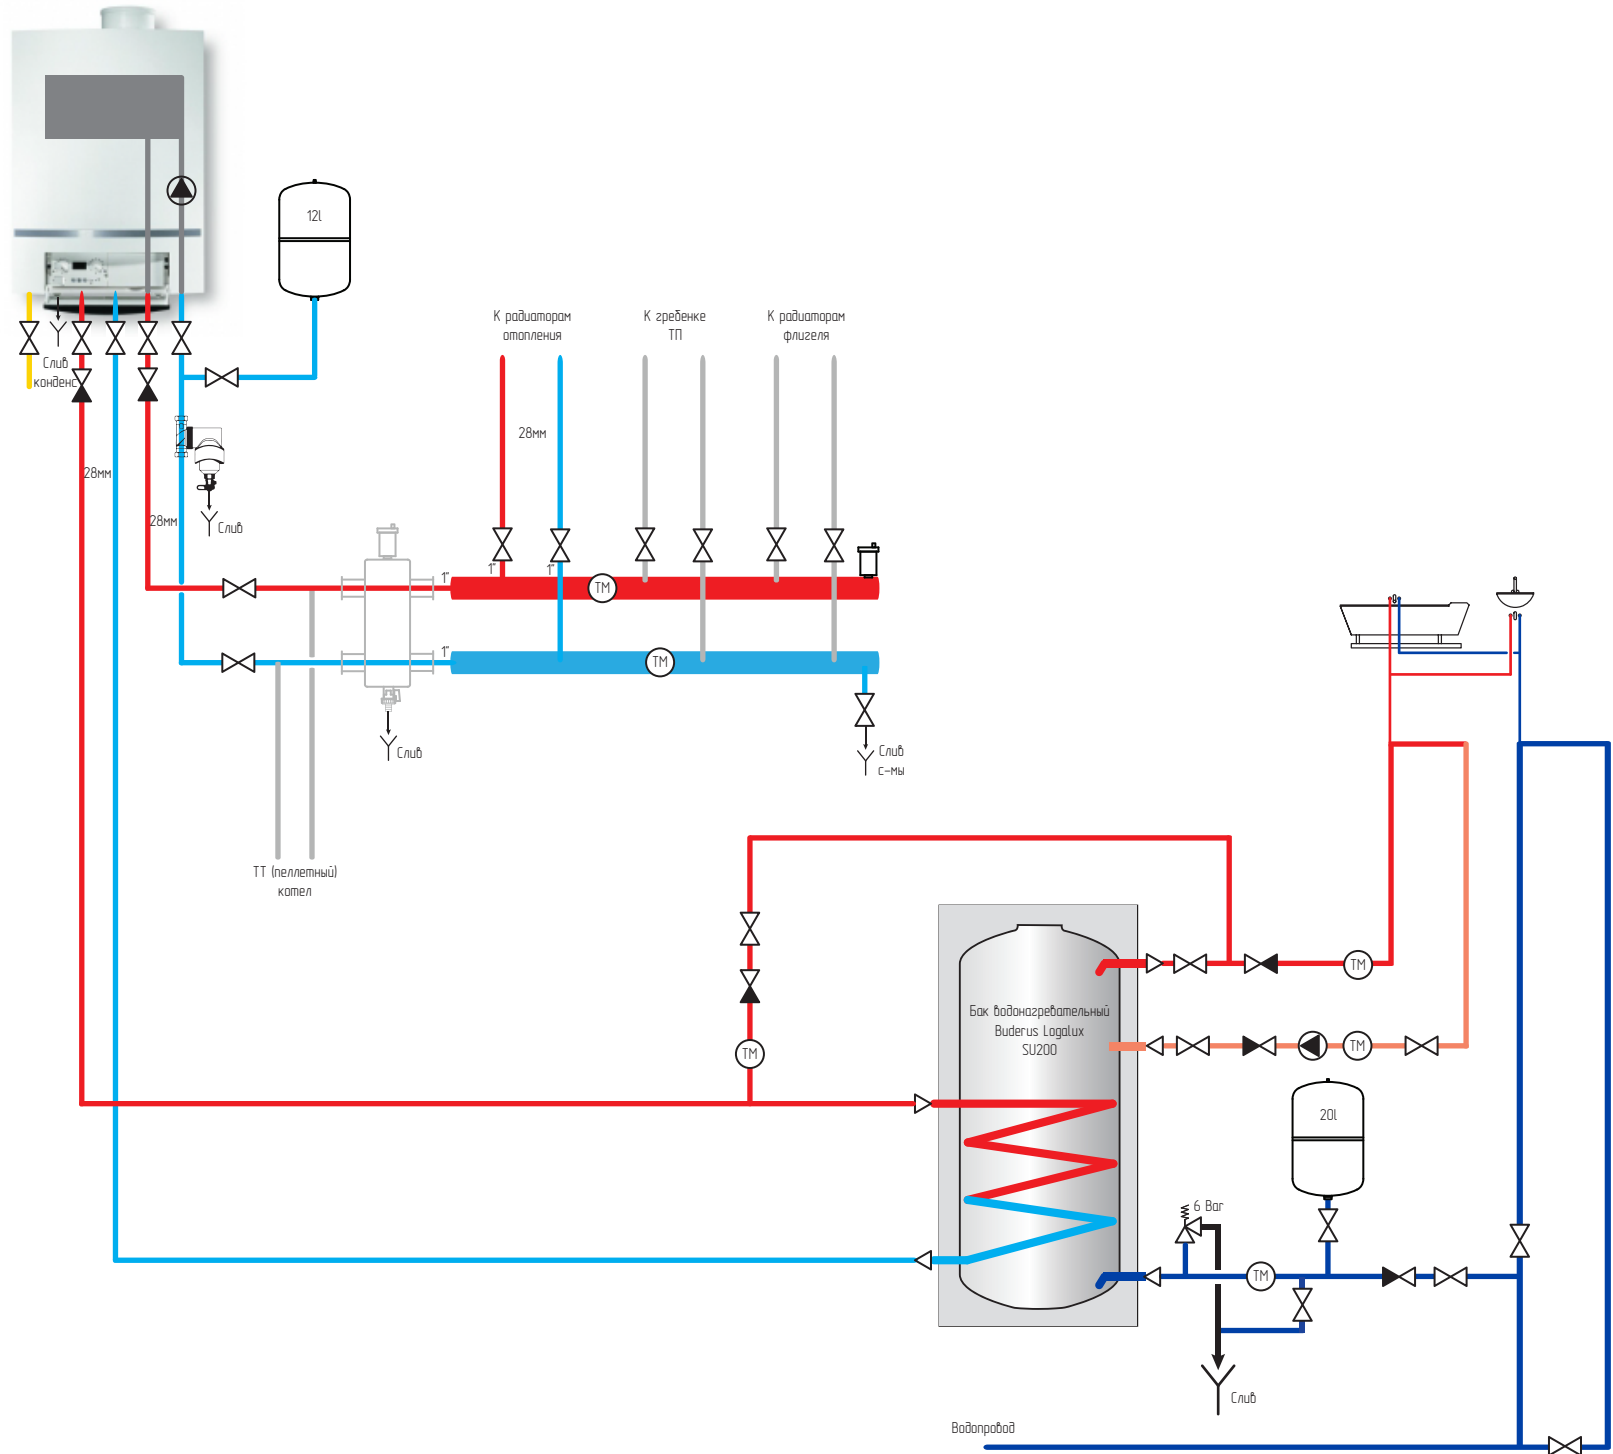 12l
К радиаторам
отопления
К гребенке
ТП
К радиаторам
флигеля
Слив
конденс
28мм
28мм
28мм
Слив
1"
1"
1"
ТМ
1"
ТМ
Слив
Слив
с-мы
ТТ (пеллетный)
котел
ТМ
Бак водонагревательный
Buderus Logalux
SU200
ТМ
ТМ
20l
6 Bar
ТМ
Слив
Водопровод